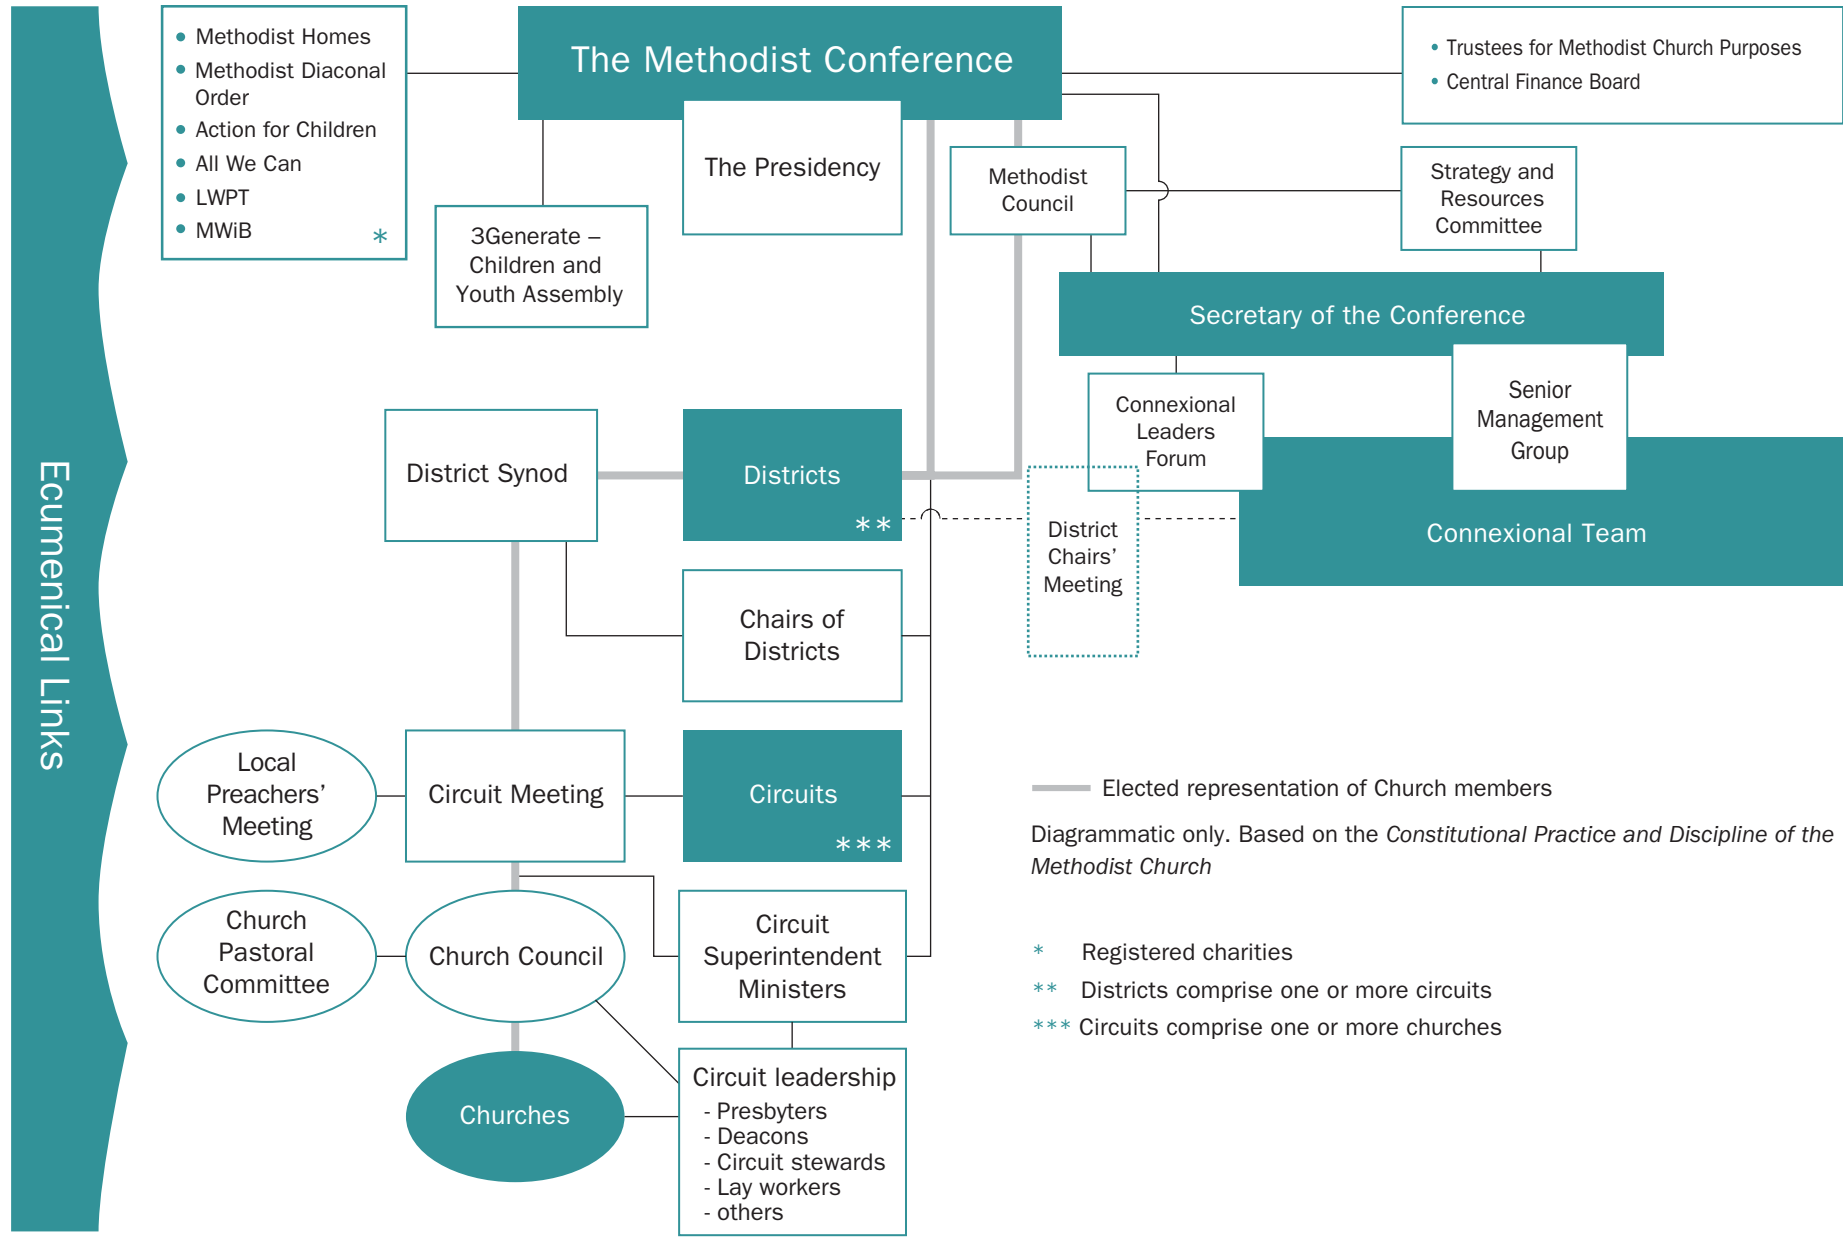 Ecumenical Links
• Methodist Homes
• Methodist Diaconal
Order
• Action for Children
• All We Can
• LWPT
• MWiB
*
The Methodist Conference
The Presidency
3Generate –
Children and
Youth Assembly
• Trustees for Methodist Church Purposes
• Central Finance Board
Methodist
Council
Strategy and
Resources
Committee
Secretary of the Conference
Connexional
Leaders
Forum
Senior
Management
Group
Connexional Team
District
Chairs’
Meeting
District Synod
Districts
**
Chairs of
Districts
Local
Preachers’
Meeting
Circuit Meeting
Circuits
***
Church
Pastoral
Committee
Church Council
Circuit
Superintendent
Ministers
Churches
Circuit leadership
- Presbyters
- Deacons
- Circuit stewards
- Lay workers
- others
Elected representation of Church members
Diagrammatic only. Based on the Constitutional Practice and Discipline of the
Methodist Church
* Registered charities
** Districts comprise one or more circuits
*** Circuits comprise one or more churches